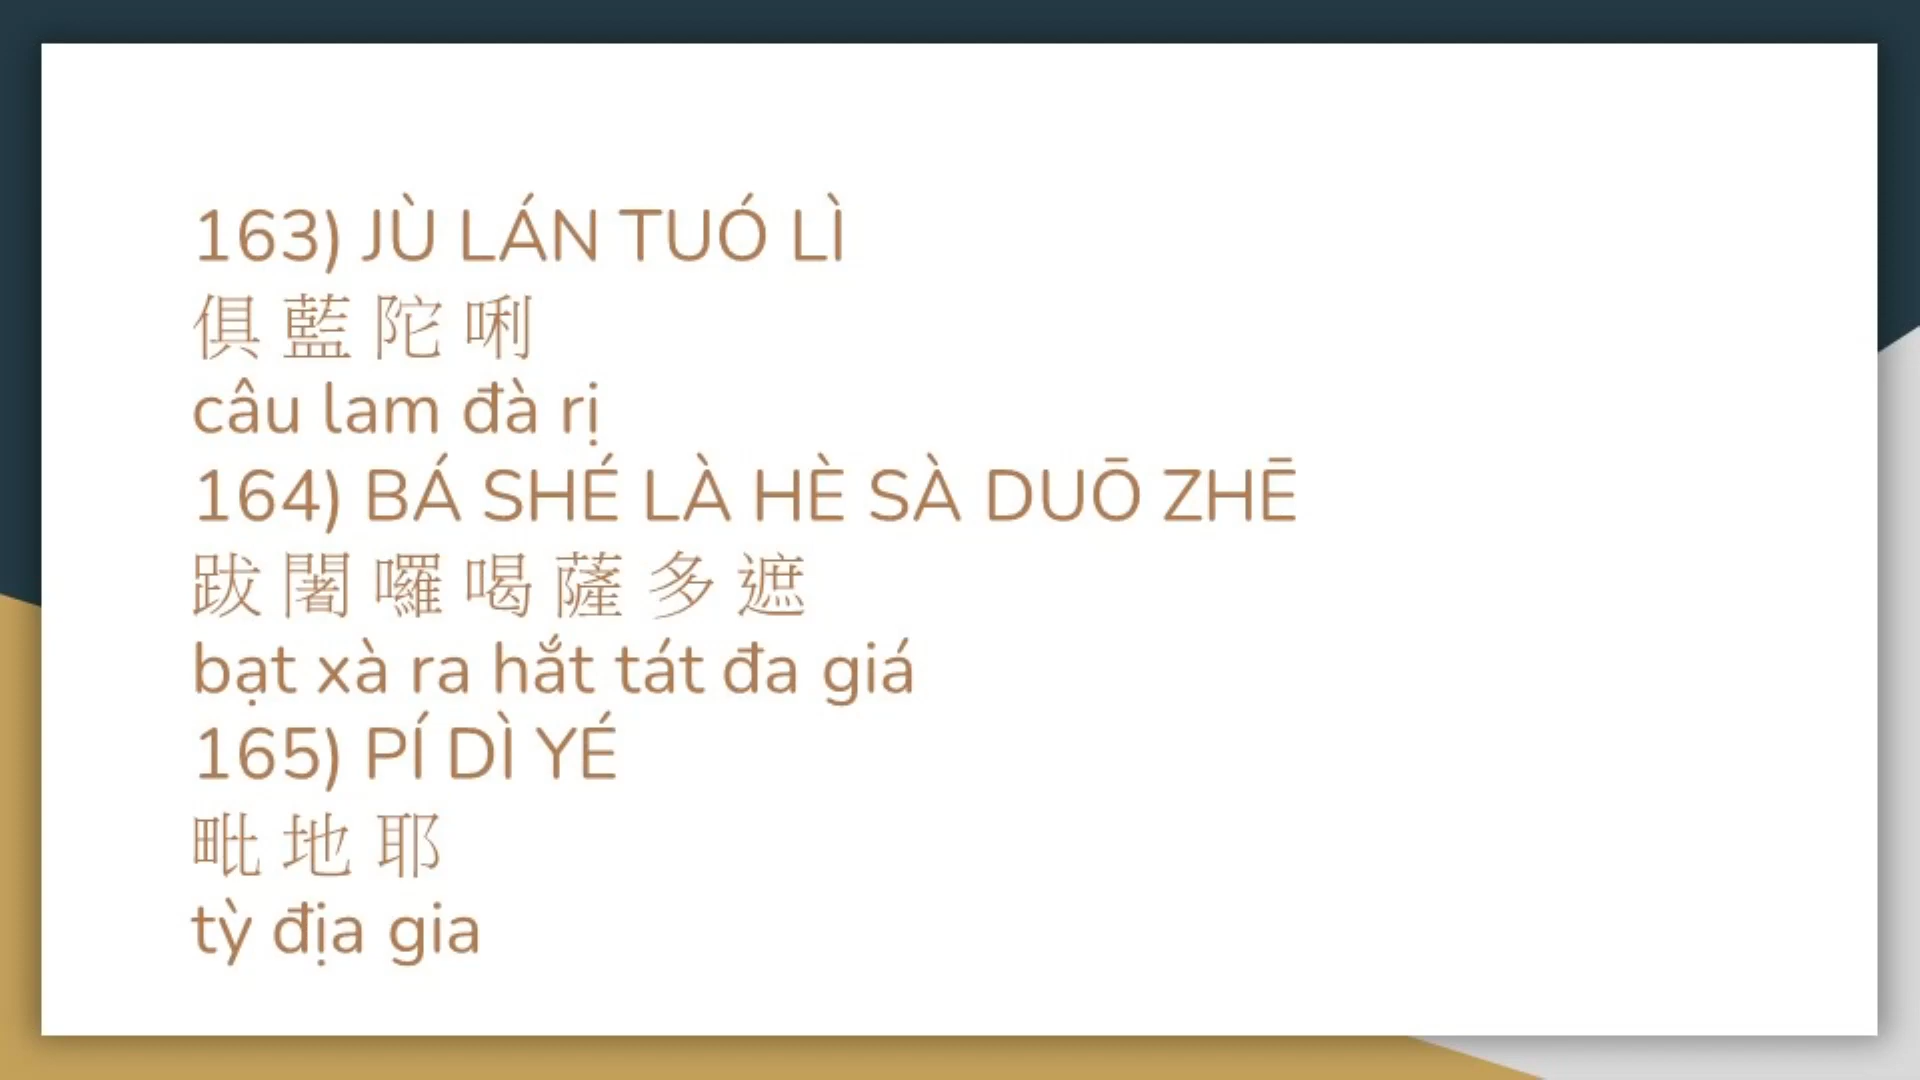 163) JÙ LÁN TUÓ LÌ
俱 藍 陀 唎
câu lam đà rị
164) BÁ SHÉ LÀ HÈ SÀ DUŌ ZHĒ
跋 闍 囉 喝 薩 多 遮
bạt xà ra hắt tát đa giá
165) PÍ DÌ YÉ
毗 地 耶
tỳ địa gia